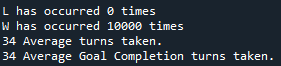 L has occurred 0 times
W has occurred 10000 times
34 Average turns taken.
34 Average Goal Completion turns taken.